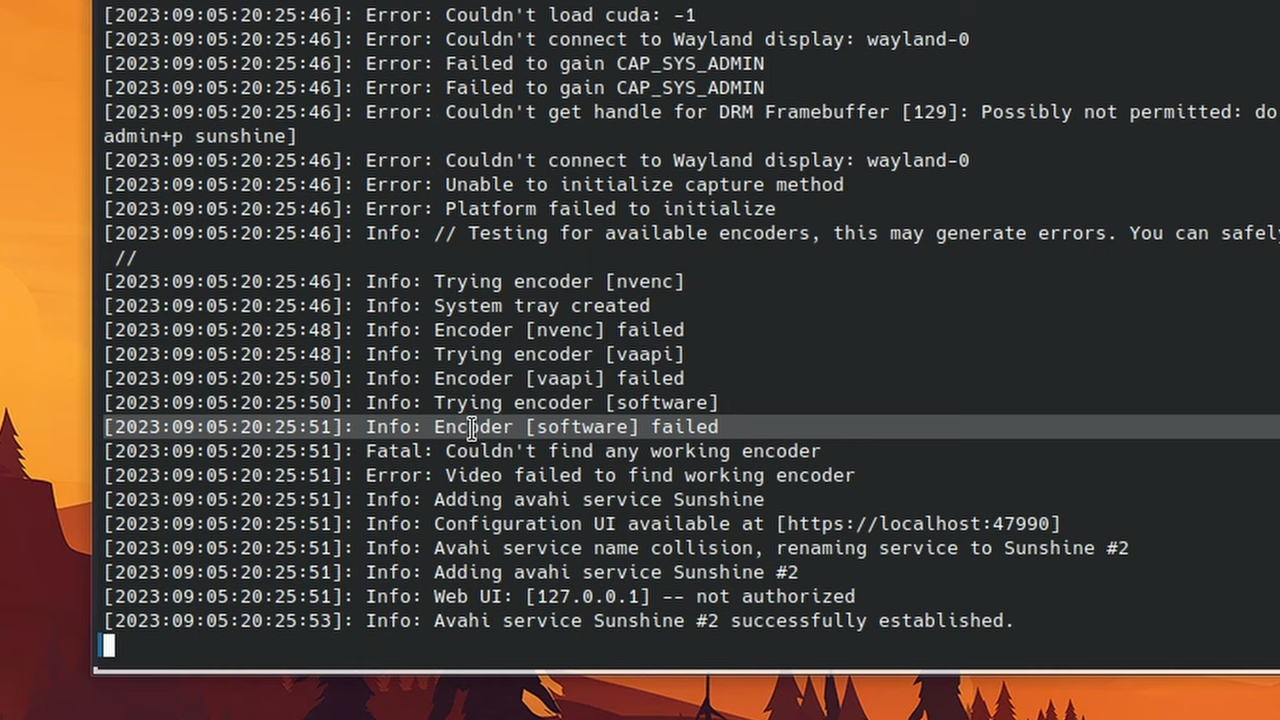 [2023:09:05:20:25:46]: Error: Couldn't load cuda: -1
[2023:09:05:20:25:46]: Error: Couldn't connect to Wayland display: wayland-0
[2023:09:05:20:25:46]: Error: Failed to gain CAP_SYS_ADMIN
[2023:09:05:20:25:46]: Error: Failed to gain CAP_SYS_ADMIN
[2023:09:05:20:25:46]: Error: Couldn't get handle for DRM Framebuffer [129]: Possibly not permitted: do
admin+p sunshine]
[2023:09:05:20:25:46]: Error: Couldn't connect to Wayland display: wayland-0
[2023:09:05:20:25:46]: Error: Unable to initialize capture method
[2023:09:05:20:25:46]: Error: Platform failed to initialize
[2023:09:05:20:25:46]: Info: // Testing for available encoders, this may generate errors. You can safely
//
[2023:09:05:20:25:46]: Info: Trying encoder [nvenc]
[2023:09:05:20:25:46]: Info: System tray created
[2023:09:05:20:25:48]: Info: Encoder [nvenc] failed
[2023:09:05:20:25:48]: Info: Trying encoder [vaapi]
[2023:09:05:20:25:50]: Info: Encoder [vaapi] failed
[2023:09:05:20:25:50]: Info: Trying encoder [software]
[2023:09:05:20:25:51]: Info: Encoder [software] failed
[2023:09:05:20:25:51]: Fatal: Couldn't find any working encoder
[2023:09:05:20:25:51]: Error: Video failed to find working encoder
[2023:09:05:20:25:51]: Info: Adding avahi service Sunshine
[2023:09:05:20:25:51]: Info: Configuration UI available at [https://localhost:47990]
[2023:09:05:20:25:51]: Info: Avahi service name collision, renaming service to Sunshine #2
[2023:09:05:20:25:51]: Info: Adding avahi service Sunshine #2
[2023:09:05:20:25:51]: Info: Web UI: [127.0.0.1] -- not authorized
[2023:09:05:20:25:53]: Info: Avahi service Sunshine #2 successfully established.